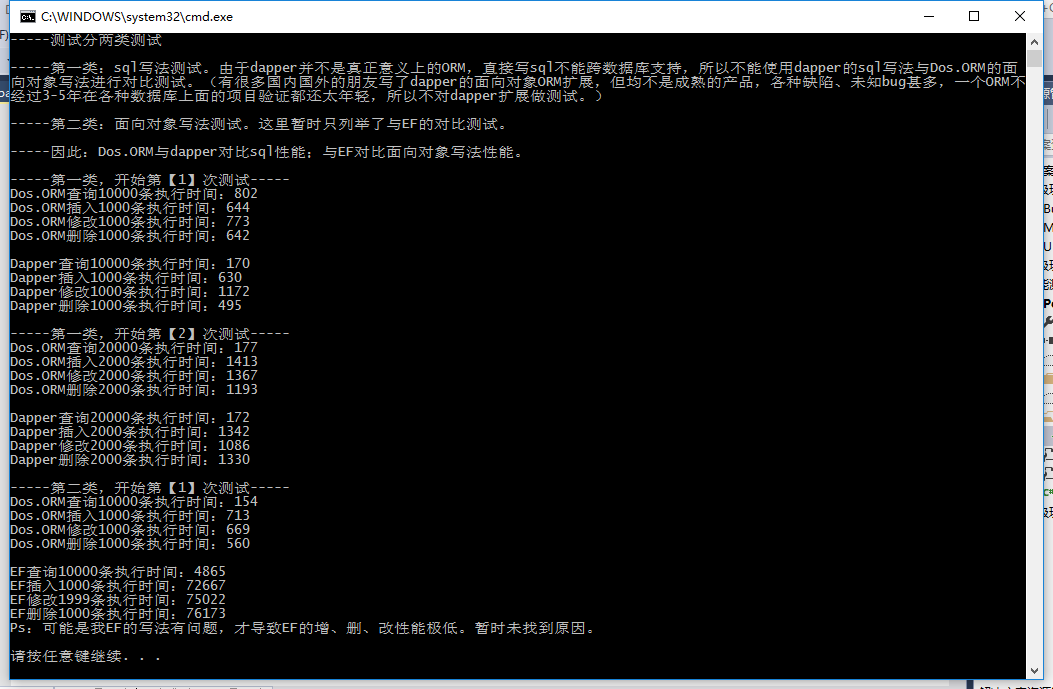 C:\WINDOWS\system32\cmd.exe
-----测试分两类测试
-----第一类：sql写法测试。由于dapper并不是真正意义上的ORM，直接写sql不能跨数据库支持，所以不能使用dapper的sql写法与Dos.ORM的面
向对象写法进行对比测试。（有很多国内国外的朋友写了dapper的面向对象ORM扩展，但均不是成熟的产品，各种缺陷、未知bug甚多，一个ORM不
经过3-5年在各种数据库上面的项目验证都还太年轻，所以不对dapper扩展做测试。）
-----第二类：面向对象写法测试。这里暂时只列举了与EF的对比测试。
-----因此：Dos.ORM与dapper对比sql性能；与EF对比面向对象写法性能。
-----第一类，开始第【1】次测试-----
Dos.ORM查询10000条执行时间：802
Dos.ORM插入1000条执行时间：644
Dos.ORM修改1000条执行时间：773
Dos.ORM删除1000条执行时间：642
Dapper查询10000条执行时间：170
Dapper插入1000条执行时间：630
Dapper修改1000条执行时间：1172
Dapper删除1000条执行时间：495
-----第一类，开始第【2】次测试-----
Dos.ORM查询20000条执行时间：177
Dos.ORM插入2000条执行时间：1413
Dos.ORM修改2000条执行时间：1367
Dos.ORM删除2000条执行时间：1193
Dapper查询20000条执行时间：172
Dapper插入2000条执行时间：1342
Dapper修改2000条执行时间：1086
Dapper删除2000条执行时间：1330
-----第二类，开始第【1】次测试-----
Dos.ORM查询10000条执行时间：154
Dos.ORM插入1000条执行时间：713
Dos.ORM修改1000条执行时间：669
Dos.ORM删除1000条执行时间：560
EF查询10000条执行时间：4865
EF插入1000条执行时间：72667
EF修改1999条执行时间：75022
EF删除1000条执行时间：76173
Ps：可能是我EF的写法有问题，才导致EF的增、删、改性能极低。暂时未找到原因。
请按任意键继续. . .